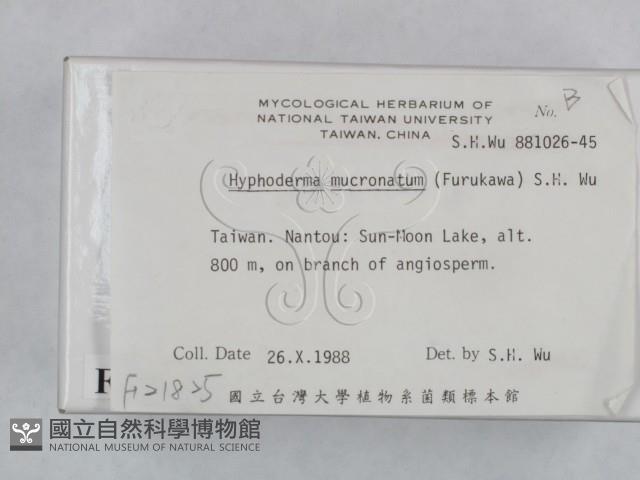 MYCOLOGICAL HERBARIUM OF
NATIONAL TAIWAN UNIVERSITY
TAIWAN, CHINA
No. B
S.H.Wu 881026-45
Hyphoderma mucronatum (Furukawa) S.H. Wu
Taiwan. Nantou: Sun-Moon Lake, alt.
800 m, on branch of angiosperm.
Coll. Date 26.X.1988 Det. by S.H. Wu
F
國立台灣大學植物系菌類標本館
國立自然科學博物館
NATIONAL MUSEUM OF NATURAL SCIENCE